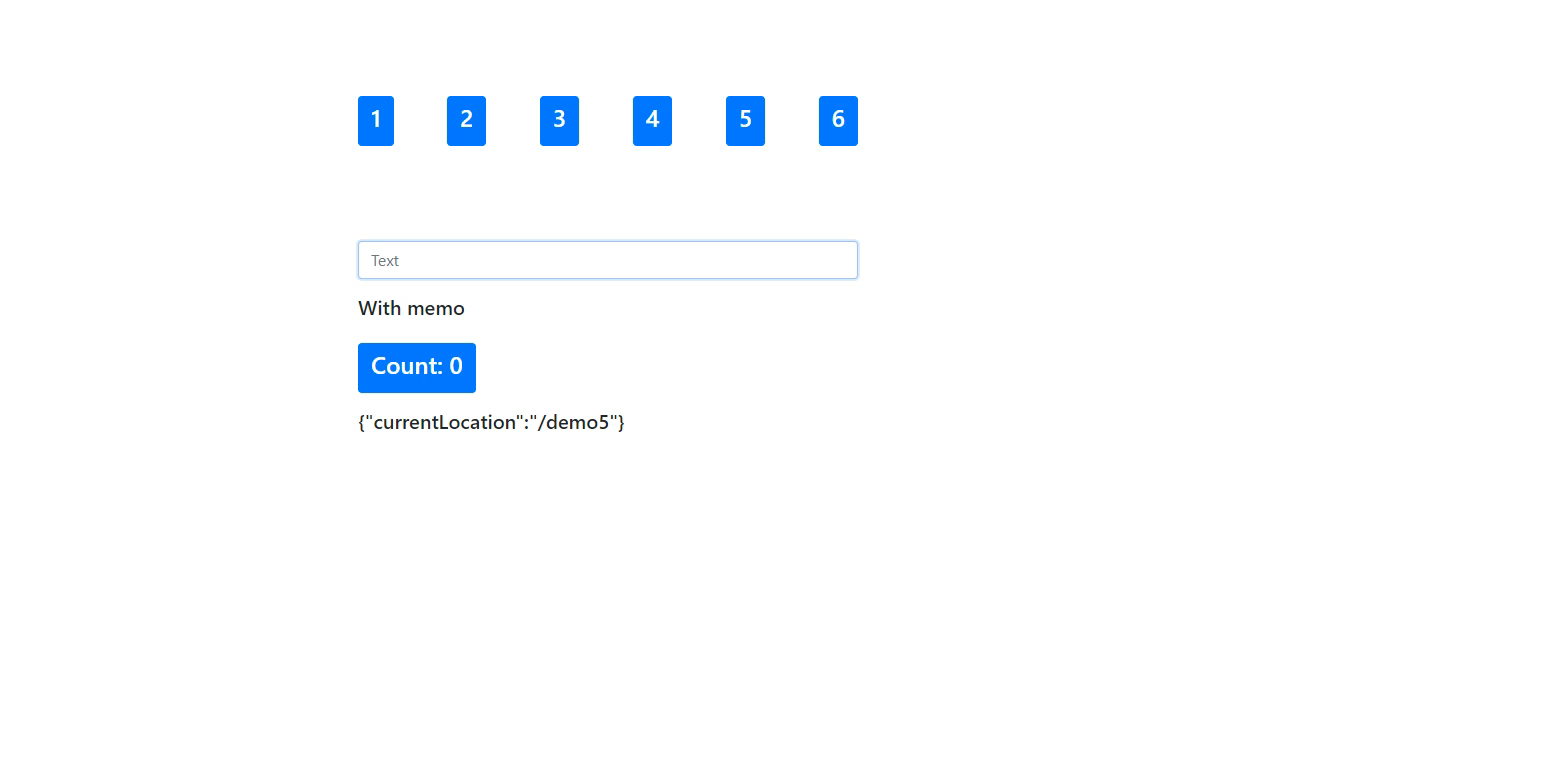 1 2 3 4 5 6
Text
With memo
Count: 0
{"currentLocation":"/demo5"}